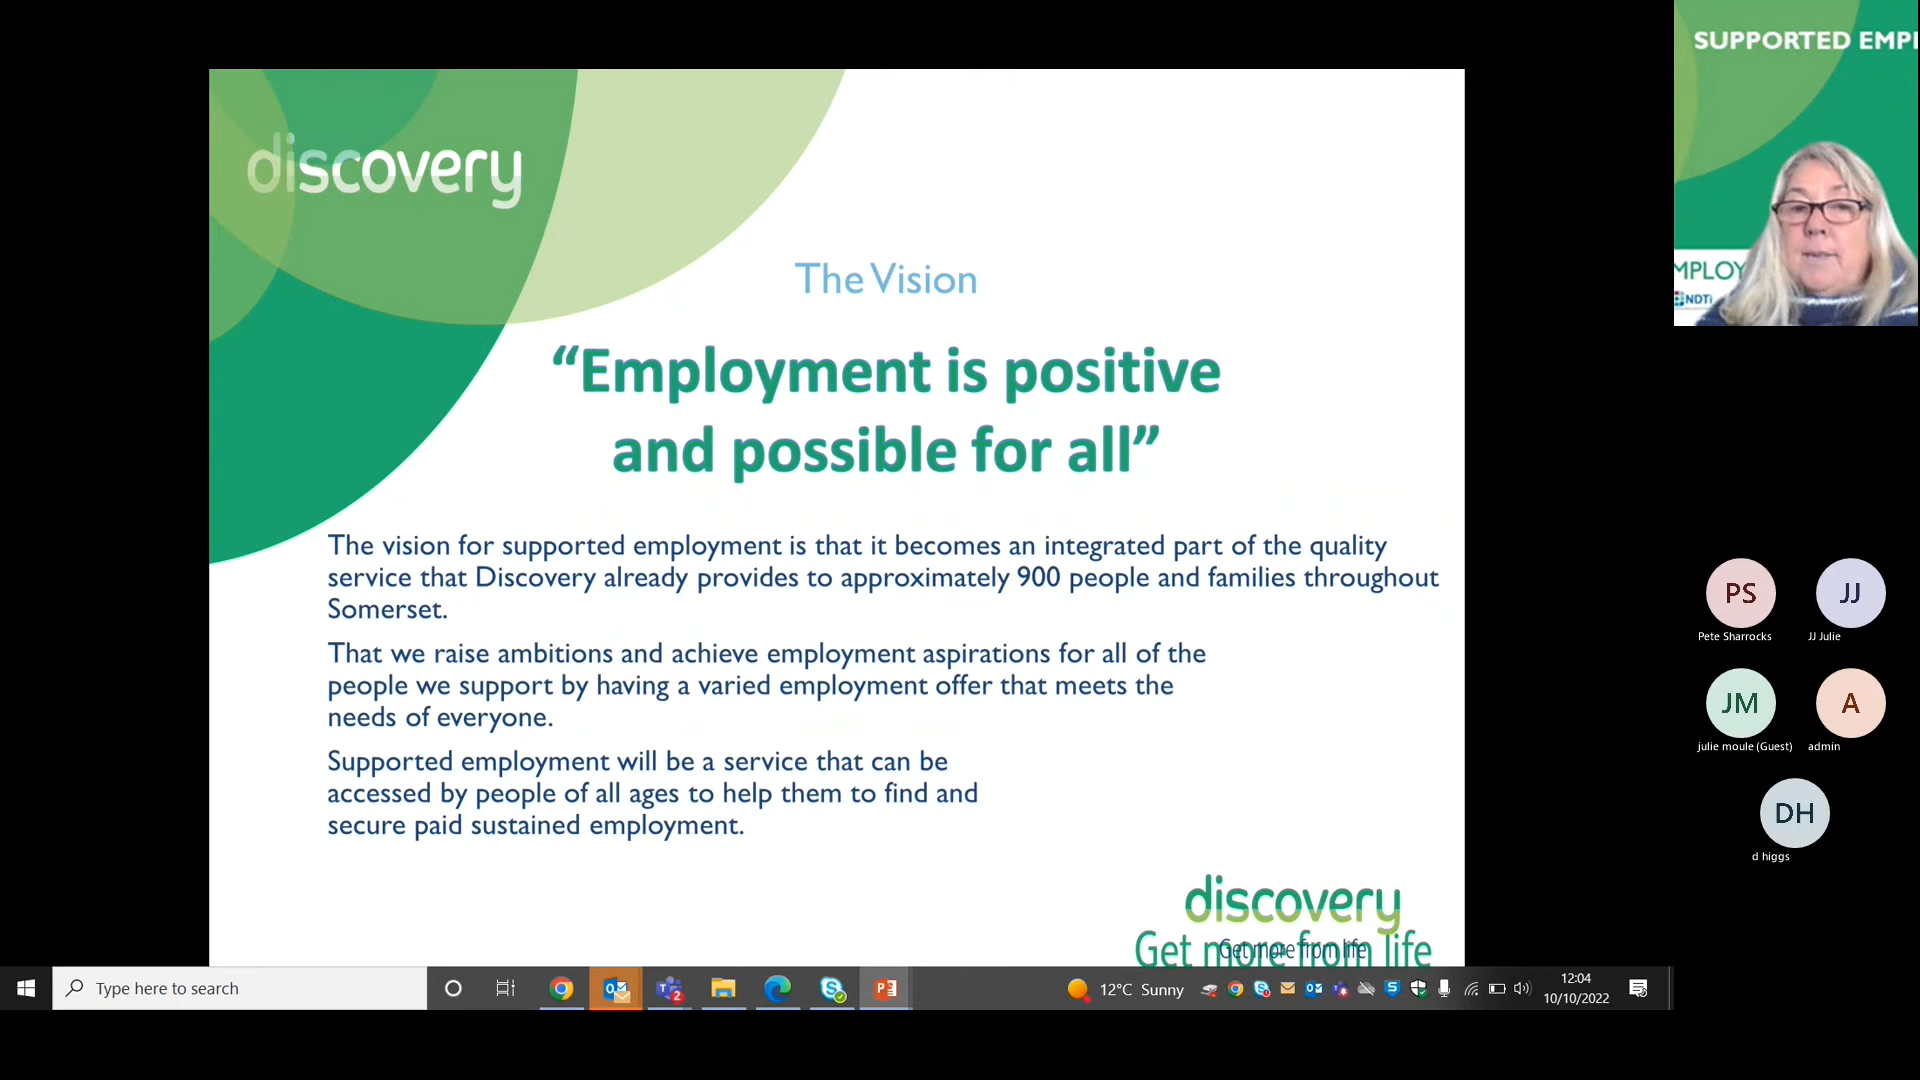 discovery
The Vision
“Employment is positive
and possible for all”
The vision for supported employment is that it becomes an integrated part of the quality
service that Discovery already provides to approximately 900 people and families throughout
Somerset.
That we raise ambitions and achieve employment aspirations for all of the
people we support by having a varied employment offer that meets the
needs of everyone.
Supported employment will be a service that can be
accessed by people of all ages to help them to find and
secure paid sustained employment.
discovery
Get more from life
Get more from life
SUPPORTED EMPL
MPLOY
NDTi
PS
Pete Sharrocks
JJ
JJ Julie
JM
julie moule (Guest)
A
admin
DH
d higgs
Type here to search
2
12°C Sunny
12:04
10/10/2022